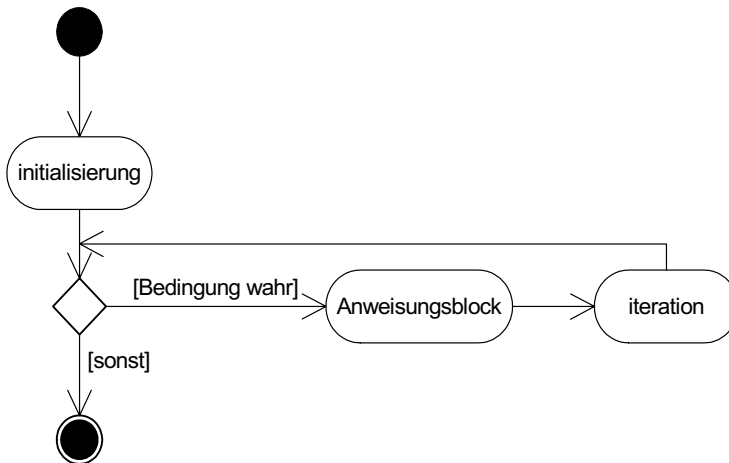 initialisierung
[Bedingung wahr]
Anweisungsblock
iteration
[sonst]